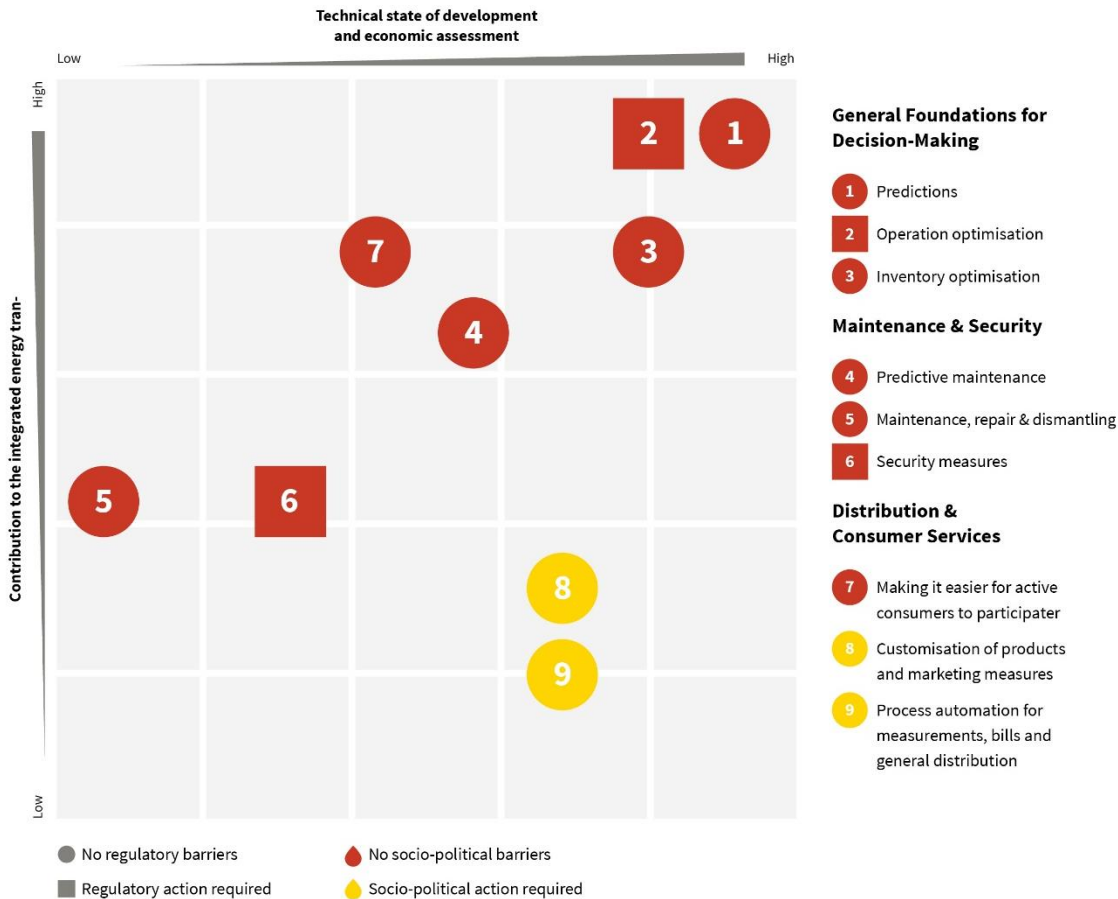 Technical state of development
and economic assessment
Low
High
High
Contribution to the integrated energy tran-
Low
2
1
7
3
4
5
6
8
9
General Foundations for
Decision-Making
1 Predictions
2 Operation optimisation
3 Inventory optimisation
Maintenance & Security
4 Predictive maintenance
5 Maintenance, repair & dismantling
6 Security measures
Distribution &
Consumer Services
7 Making it easier for active
consumers to participater
8 Customisation of products
and marketing measures
9 Process automation for
measurements, bills and
general distribution
No regulatory barriers
No socio-political barriers
Regulatory action required
Socio-political action required